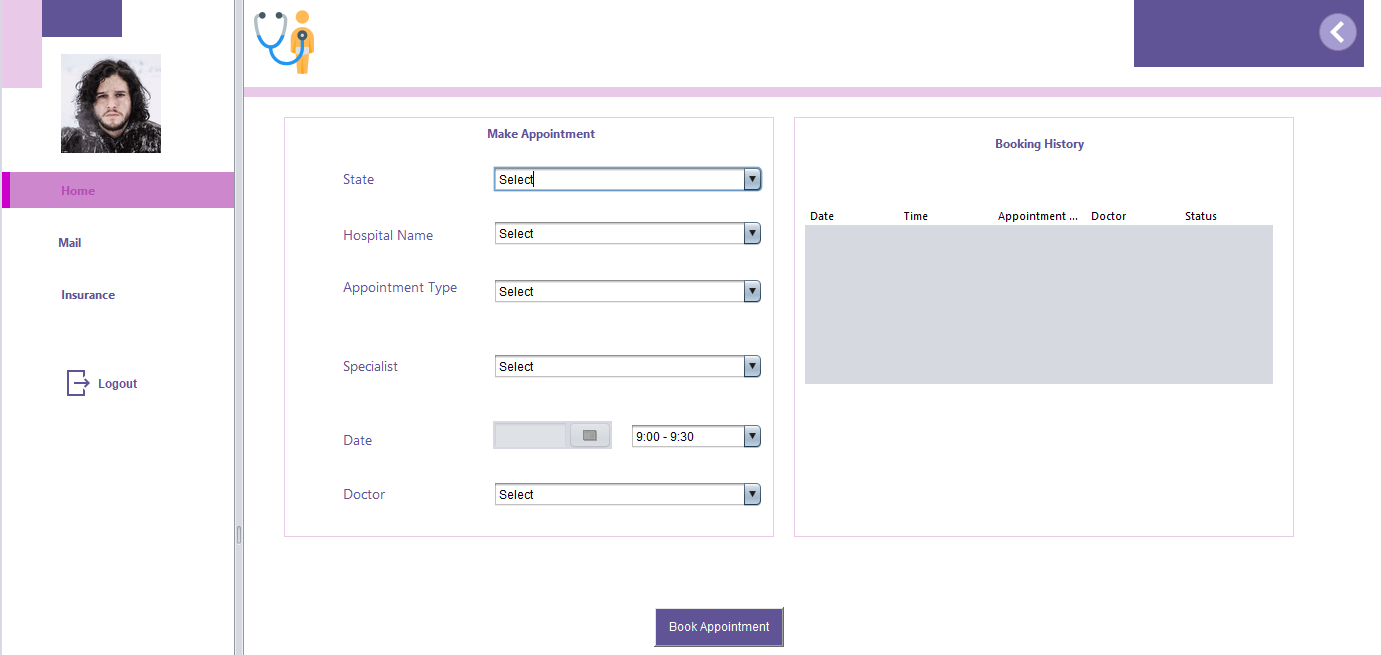 Home
Mail
Insurance
Logout
Make Appointment
State Select
Hospital Name Select
Appointment Type Select
Specialist Select
Date 9:00 - 9:30
Doctor Select
Booking History
Date Time Appointment ... Doctor Status
Book Appointment